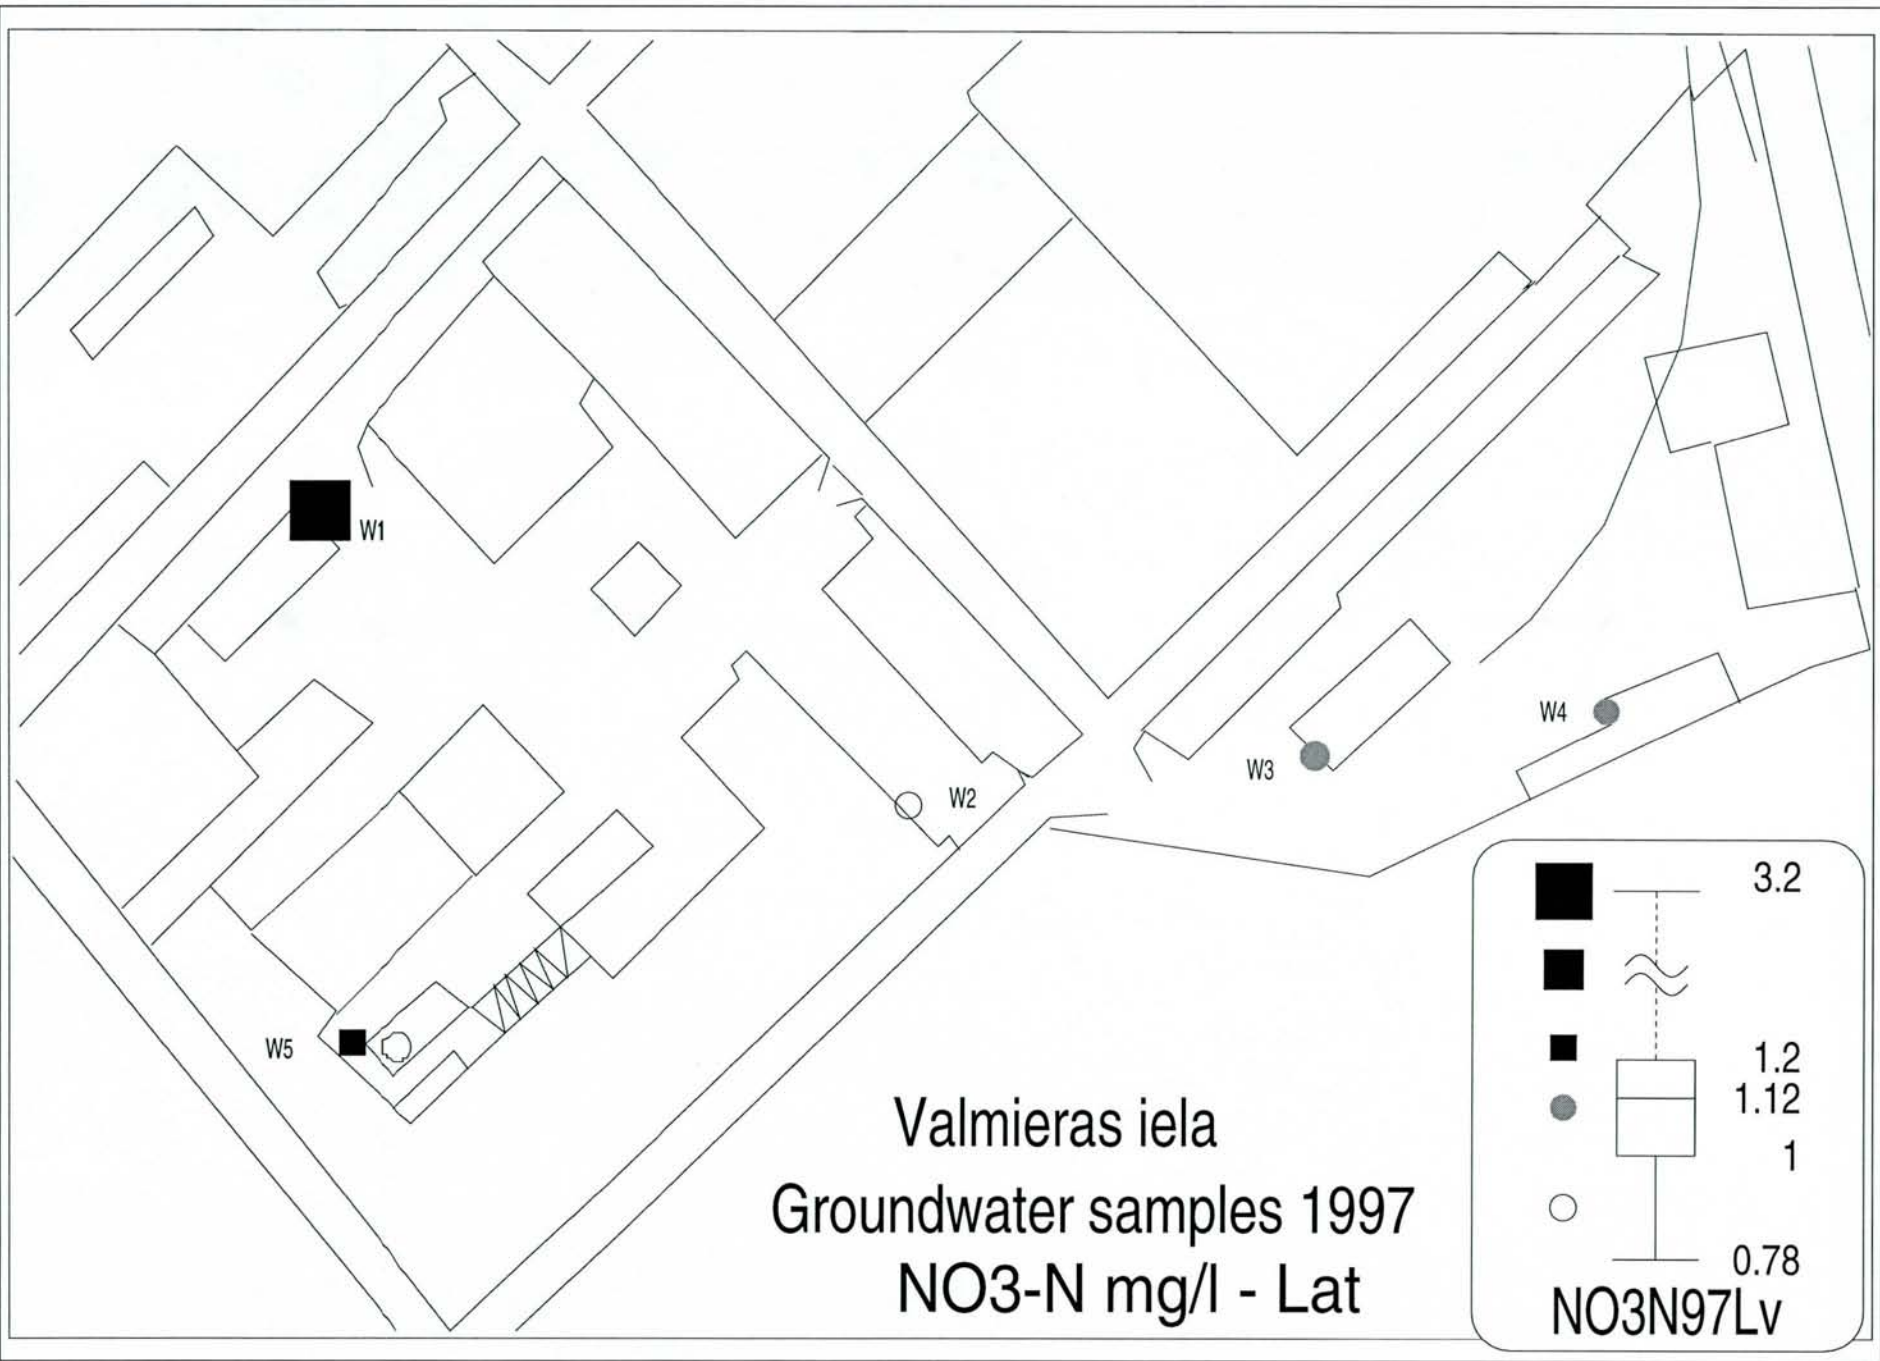 W1
W4
W3
W2
W5
3.2
1.2
1.12
1
0.78
NO3N97Lv
Valmieras iela
Groundwater samples 1997
NO3-N mg/l - Lat